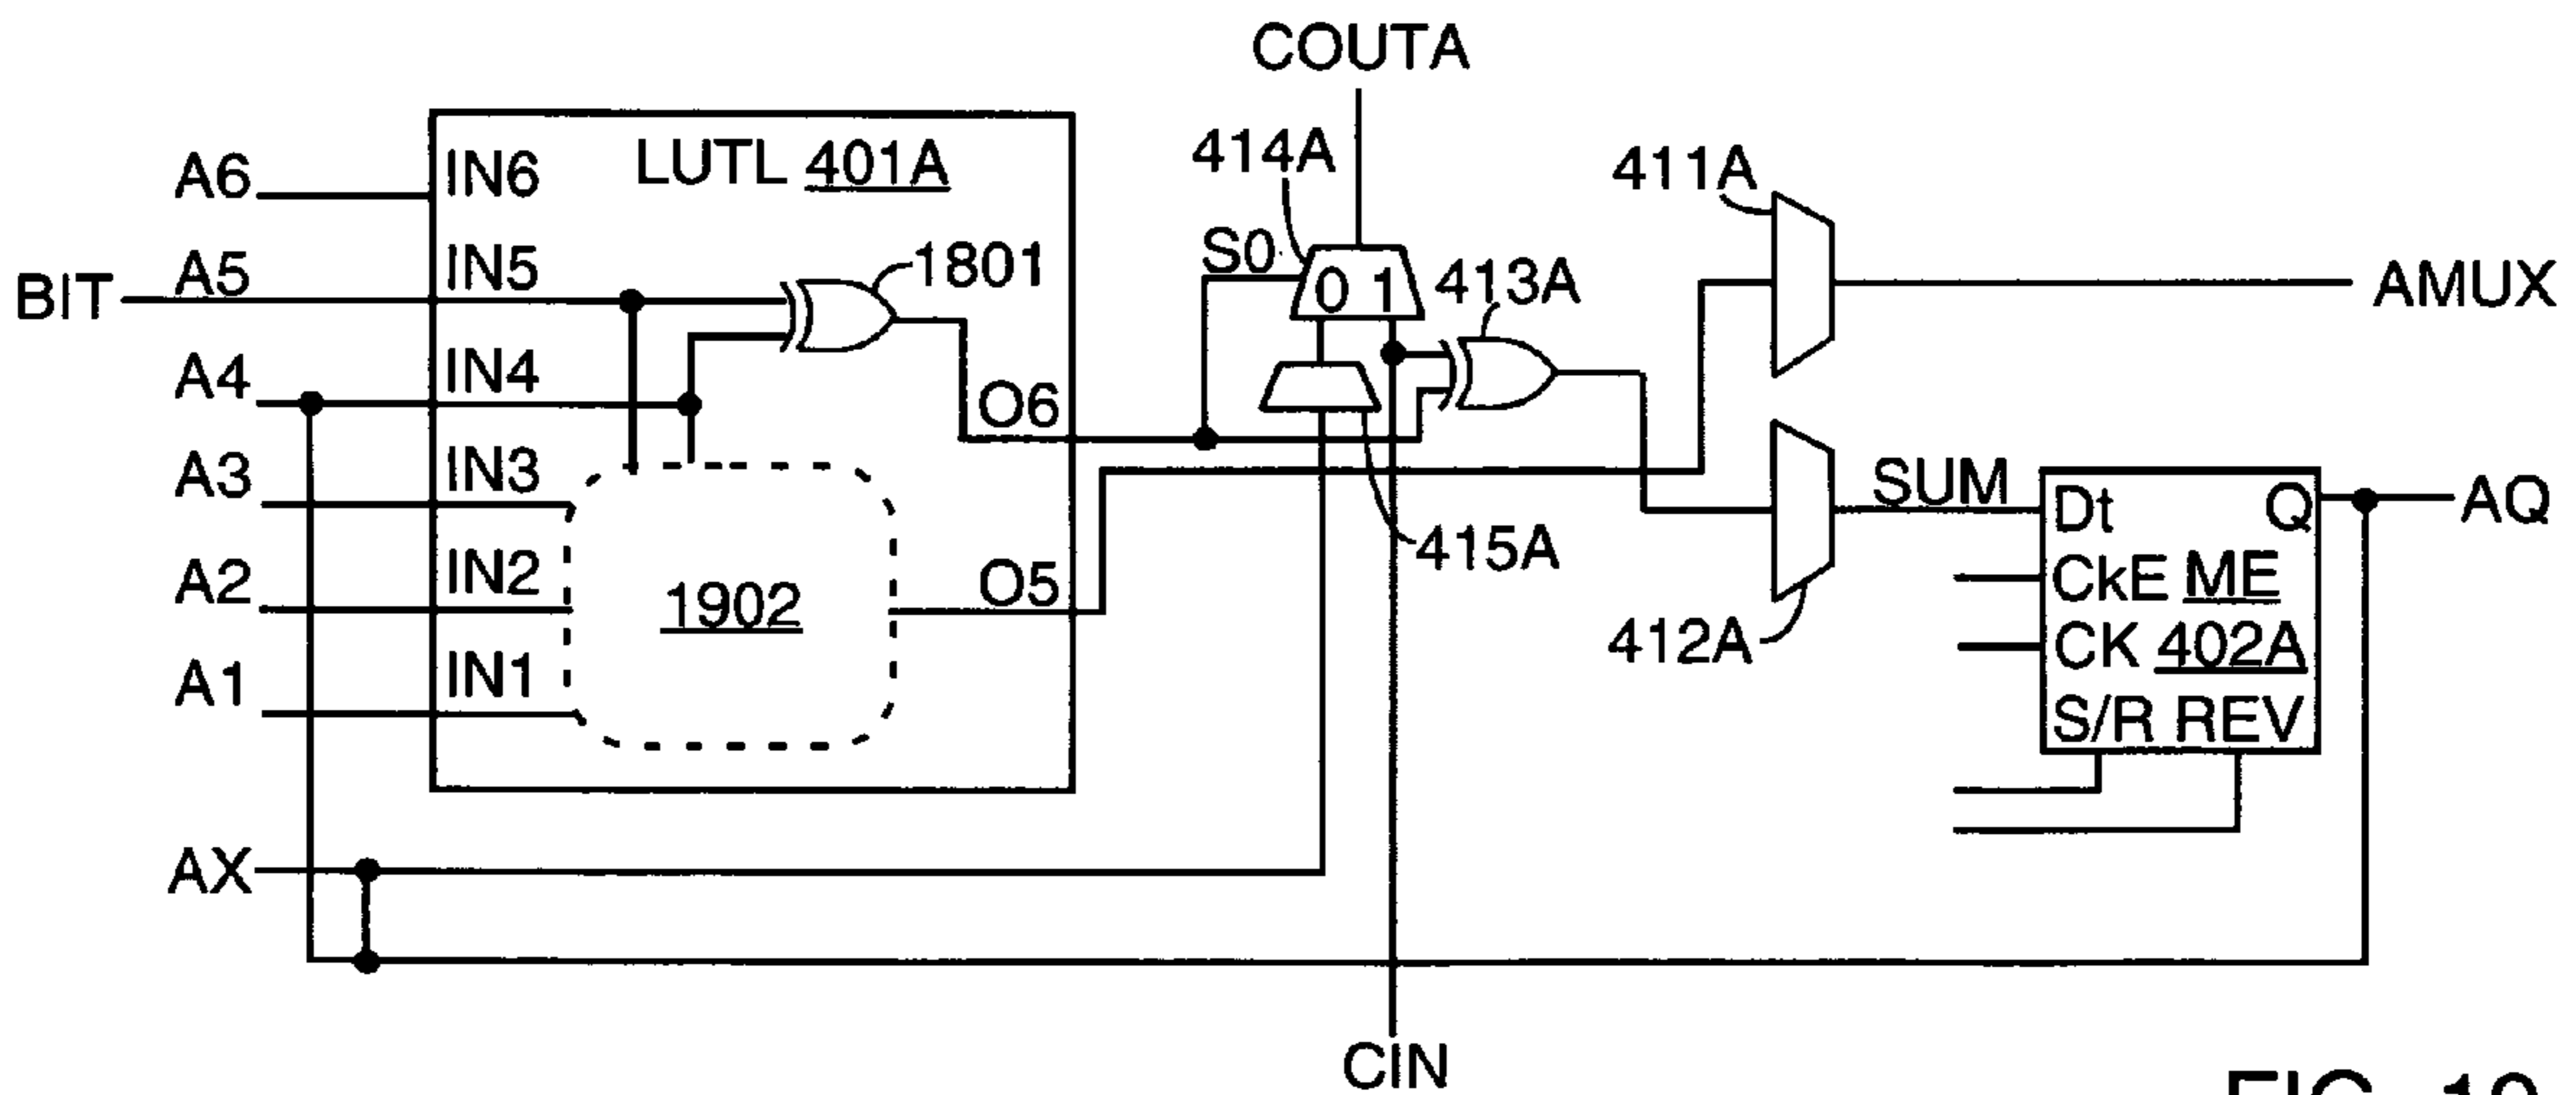 COUTA
A6
IN6
LUTL 401A
414A
411A
BIT
A5
IN5
1801
S0
0 1
413A
AMUX
A4
IN4
O6
A3
IN3
SUM
Dt
Q
AQ
415A
A2
IN2
O5
1902
CkE ME
412A
CK 402A
A1
IN1
S/R REV
AX
CIN